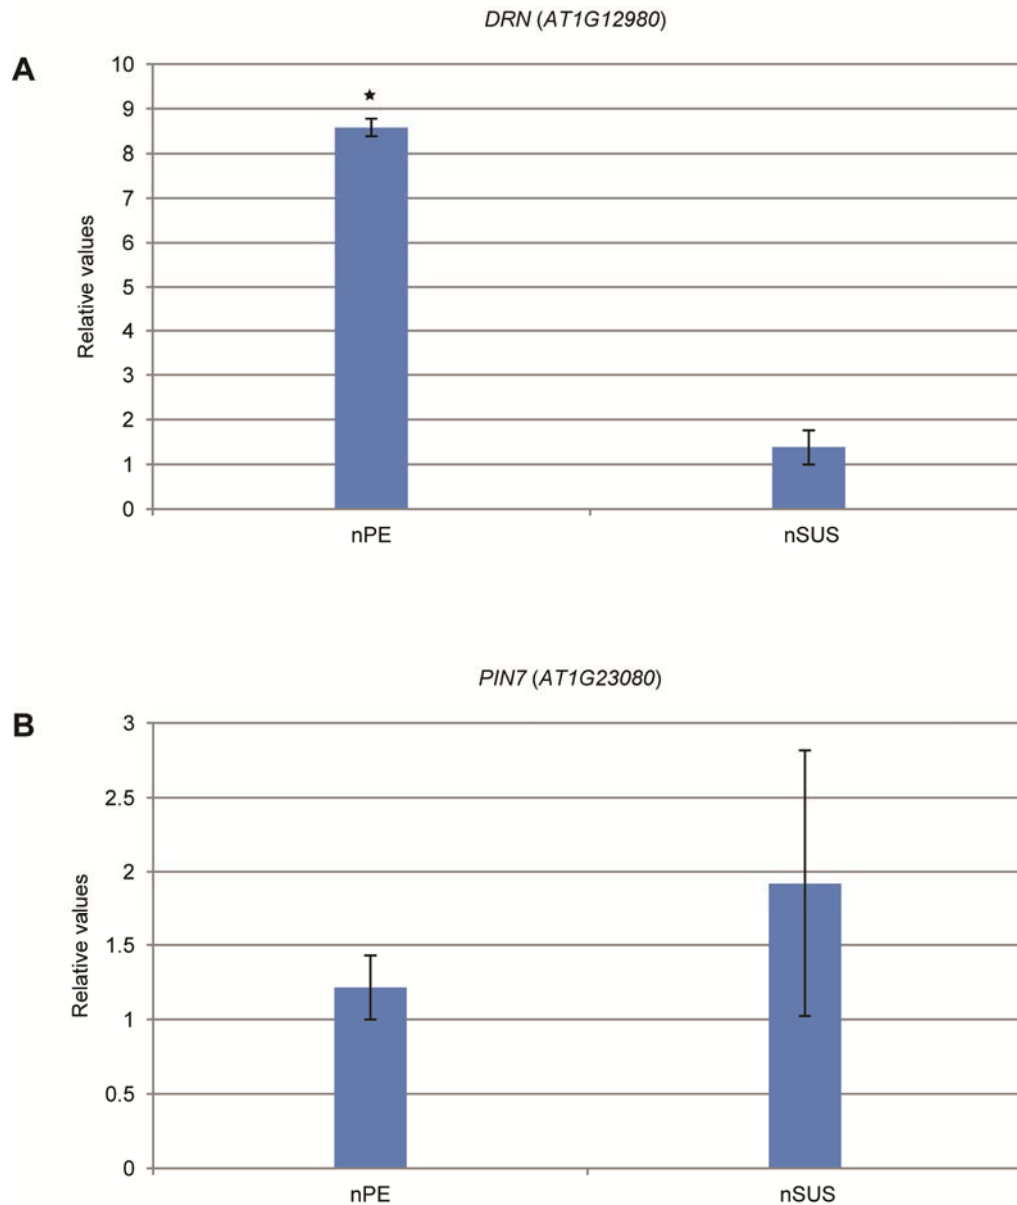 DRN (AT1G12980)
A
10
9
8
7
6
5
4
3
2
1
0
Relative values
nPE nSUS
PIN7 (AT1G23080)
B
3
2.5
2
1.5
1
0.5
0
Relative values
nPE nSUS